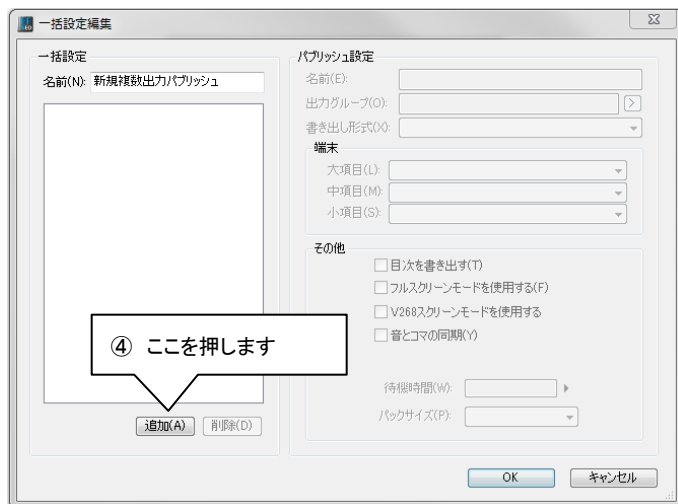 一括設定編集
一括設定
名前(N): 新規複数出力パブリッシュ
④ ここを押します
追加(A) 削除(D)
パブリッシュ設定
名前(E):
出力グループ(O):
書き出し形式(X):
端末
大項目(L):
中項目(M):
小項目(S):
その他
目次を書き出す(T)
フルスクリーンモードを使用する(F)
V268スクリーンモードを使用する
音とコマの同期(Y)
待機時間(W):
パックサイズ(P):
OK キャンセル